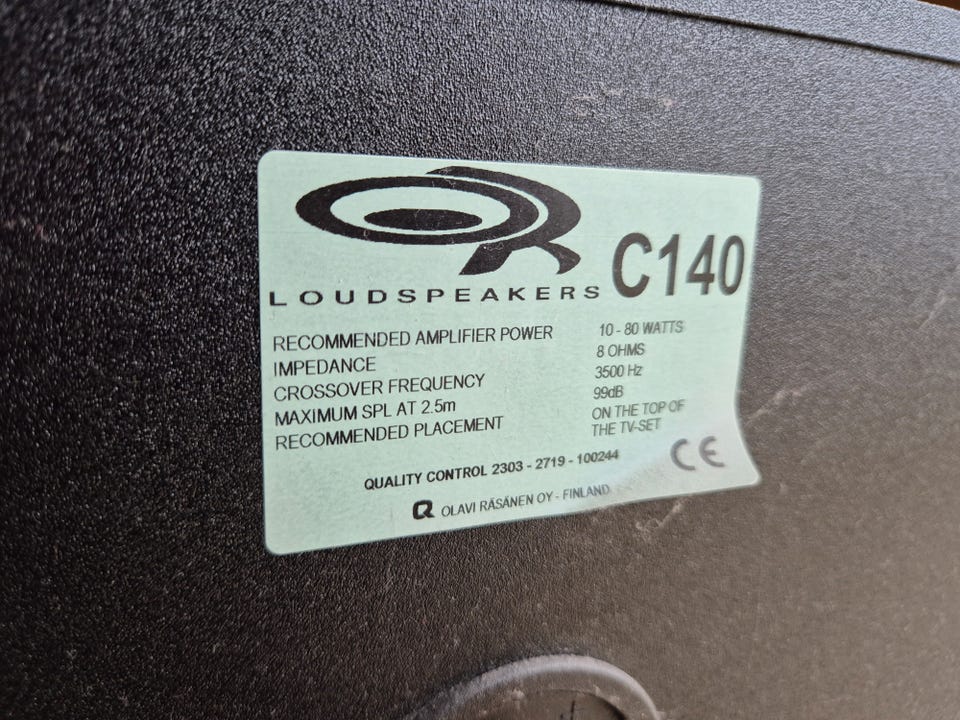 OR
LOUDSPEAKERS
C140
RECOMMENDED AMPLIFIER POWER 10 - 80 WATTS
IMPEDANCE 8 OHMS
CROSSOVER FREQUENCY 3500 Hz
MAXIMUM SPL AT 2.5m 99dB
RECOMMENDED PLACEMENT ON THE TOP OF
THE TV-SET
QUALITY CONTROL 2303 - 2719 - 100244
CE
OLAVI RÄSÄNEN OY - FINLAND